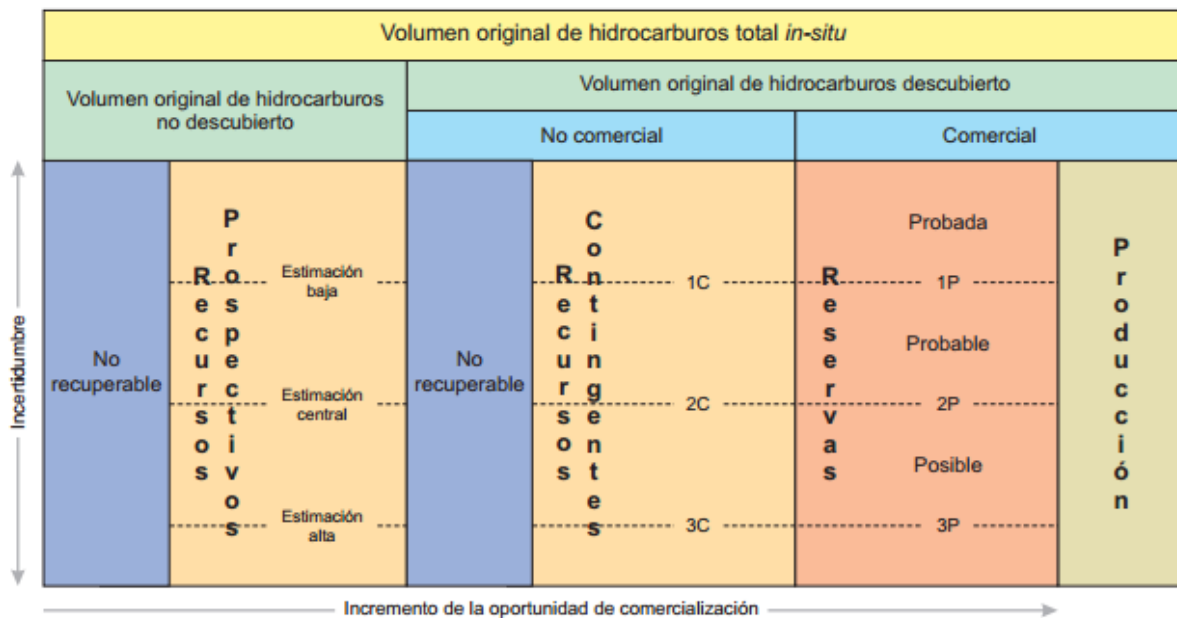 Volumen original de hidrocarburos total in-situ
Volumen original de hidrocarburos
no descubierto
Volumen original de hidrocarburos descubierto
No comercial
Comercial
Incertidumbre
No
recuperable
Recursos
Prospectivos
Estimación
baja
Estimación
central
Estimación
alta
No
recuperable
Recursos
Contingentes
1C
2C
3C
Reservas
Probada
1P
Probable
2P
Posible
3P
Producción
Incremento de la oportunidad de comercialización